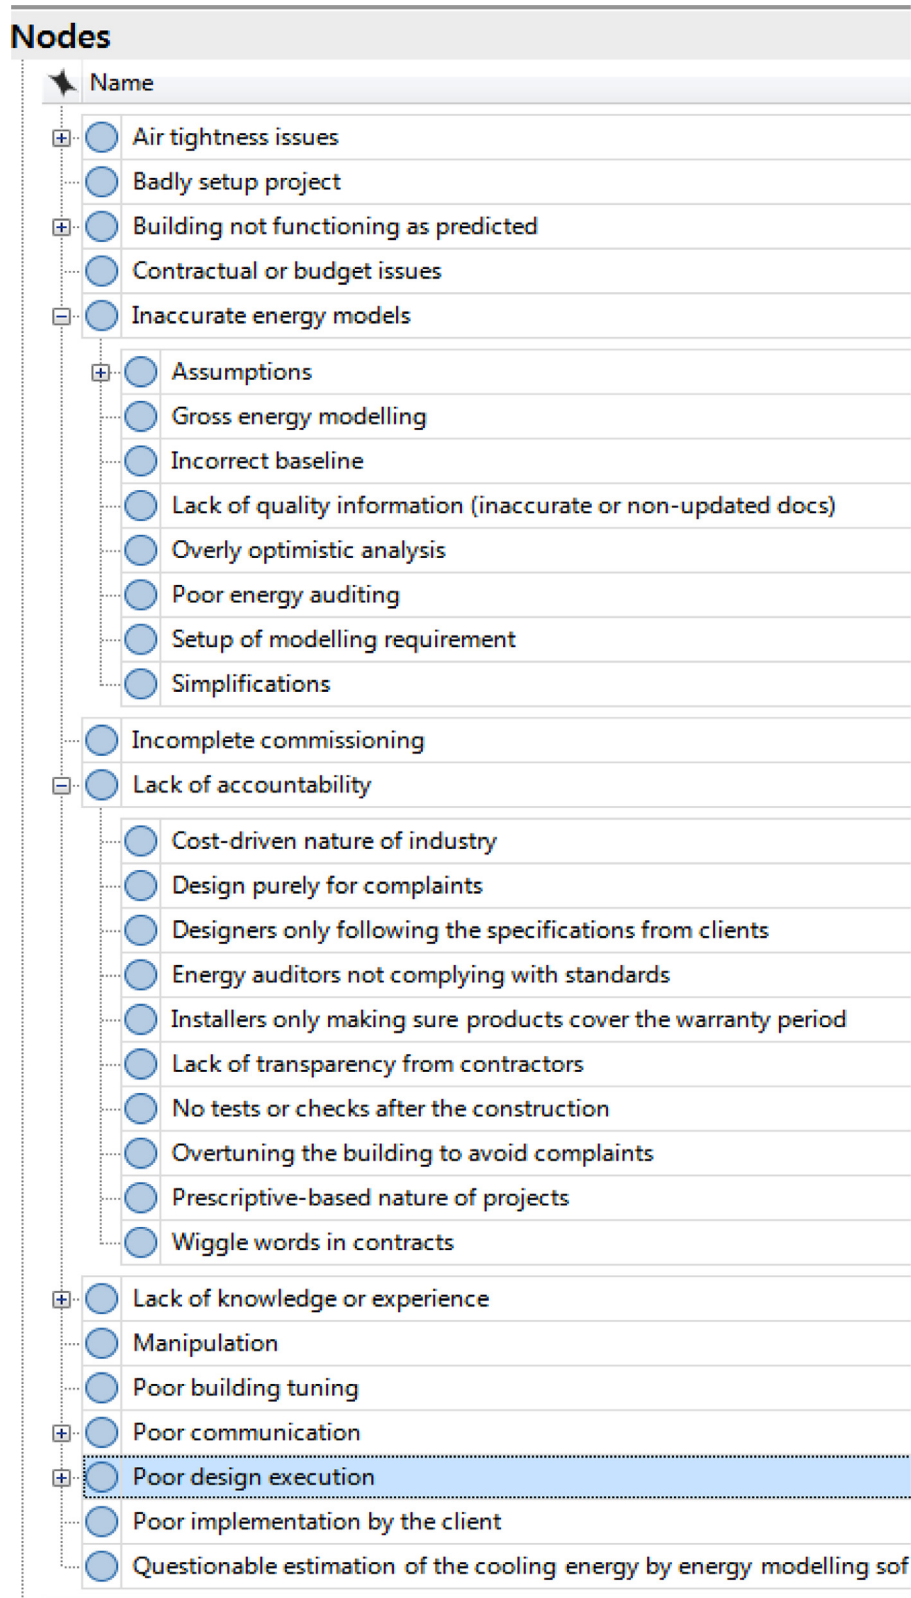 Nodes
Name
Air tightness issues
Badly setup project
Building not functioning as predicted
Contractual or budget issues
Inaccurate energy models
Assumptions
Gross energy modelling
Incorrect baseline
Lack of quality information (inaccurate or non-updated docs)
Overly optimistic analysis
Poor energy auditing
Setup of modelling requirement
Simplifications
Incomplete commissioning
Lack of accountability
Cost-driven nature of industry
Design purely for complaints
Designers only following the specifications from clients
Energy auditors not complying with standards
Installers only making sure products cover the warranty period
Lack of transparency from contractors
No tests or checks after the construction
Overtuning the building to avoid complaints
Prescriptive-based nature of projects
Wiggle words in contracts
Lack of knowledge or experience
Manipulation
Poor building tuning
Poor communication
Poor design execution
Poor implementation by the client
Questionable estimation of the cooling energy by energy modelling sof